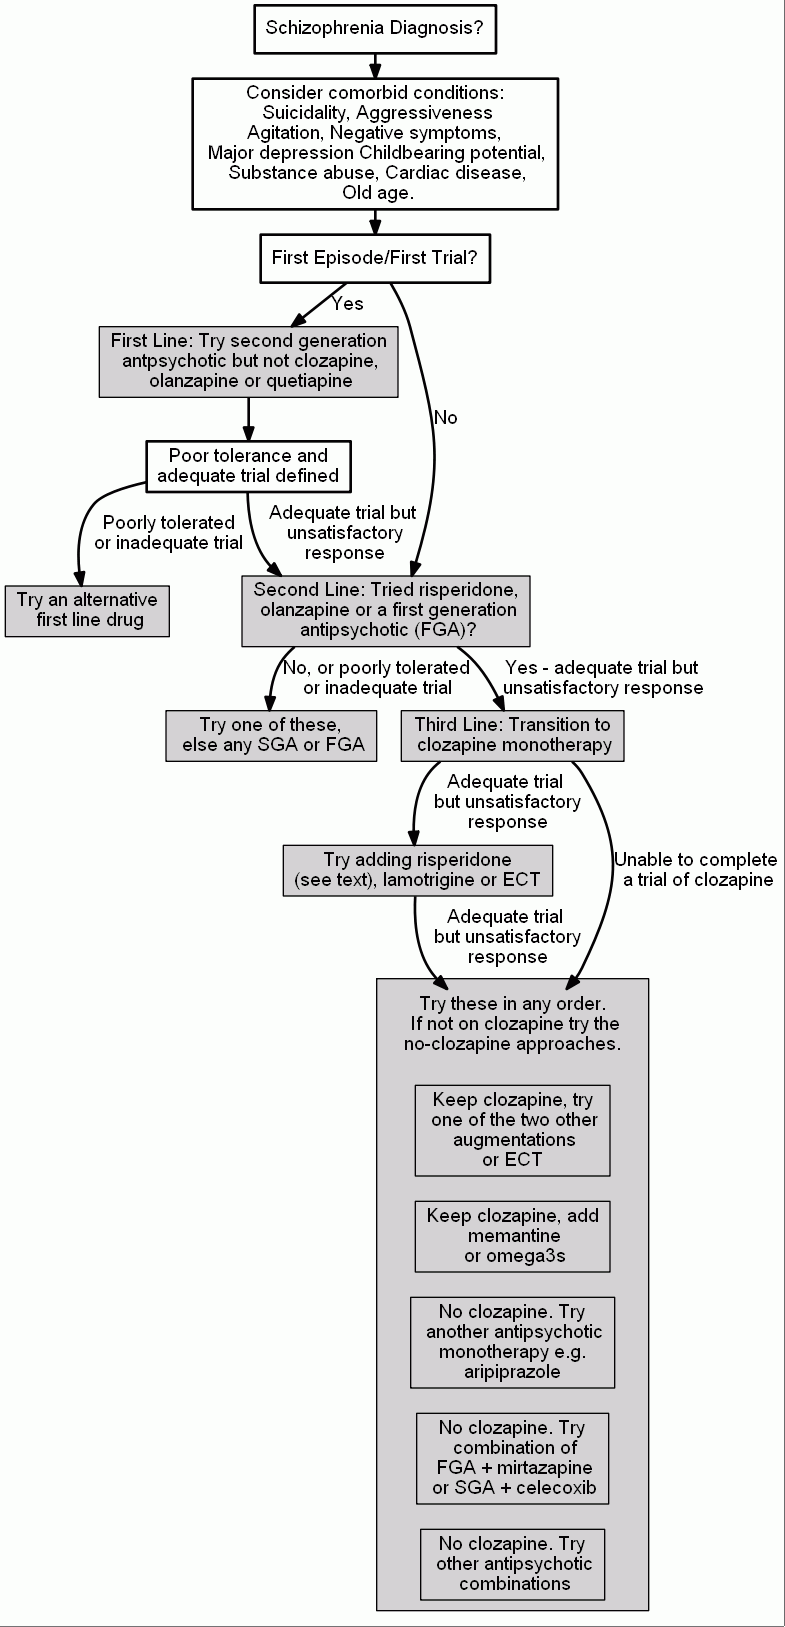 Schizophrenia Diagnosis?
Consider comorbid conditions:
Suicidality, Aggressiveness
Agitation, Negative symptoms,
Major depression Childbearing potential,
Substance abuse, Cardiac disease,
Old age.
First Episode/First Trial?
Yes
First Line: Try second generation
antpsychotic but not clozapine,
olanzapine or quetiapine
No
Poor tolerance and
adequate trial defined
Poorly tolerated
or inadequate trial
Adequate trial but
unsatisfactory
response
Try an alternative
first line drug
Second Line: Tried risperidone,
olanzapine or a first generation
antipsychotic (FGA)?
No, or poorly tolerated
or inadequate trial
Yes - adequate trial but
unsatisfactory response
Try one of these,
else any SGA or FGA
Third Line: Transition to
clozapine monotherapy
Adequate trial
but unsatisfactory
response
Try adding risperidone
(see text), lamotrigine or ECT
Unable to complete
a trial of clozapine
Adequate trial
but unsatisfactory
response
Try these in any order.
If not on clozapine try the
no-clozapine approaches.
Keep clozapine, try
one of the two other
augmentations
or ECT
Keep clozapine, add
memantine
or omega3s
No clozapine. Try
another antipsychotic
monotherapy e.g.
aripiprazole
No clozapine. Try
combination of
FGA + mirtazapine
or SGA + celecoxib
No clozapine. Try
other antipsychotic
combinations